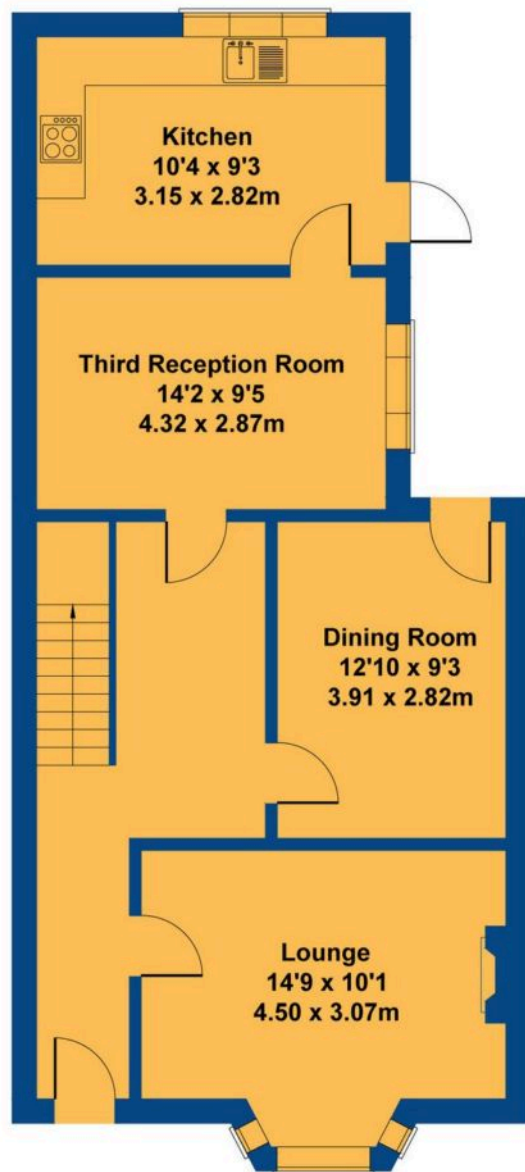 Kitchen
10'4 x 9'3
3.15 x 2.82m
Third Reception Room
14'2 x 9'5
4.32 x 2.87m
Dining Room
12'10 x 9'3
3.91 x 2.82m
Lounge
14'9 x 10'1
4.50 x 3.07m